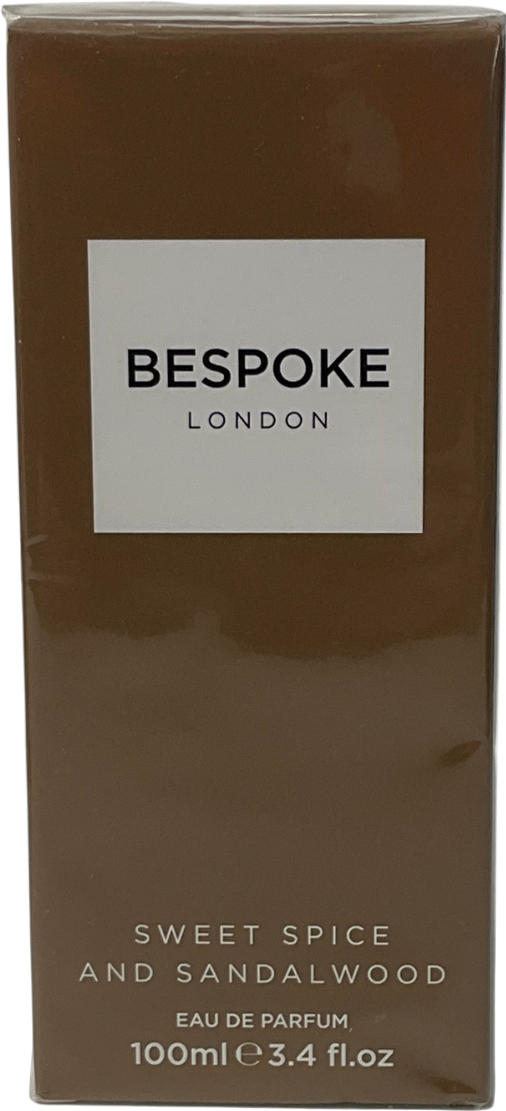 BESPOKE
LONDON
SWEET SPICE
AND SANDALWOOD
EAU DE PARFUM
100ml ℮ 3.4 fl.oz